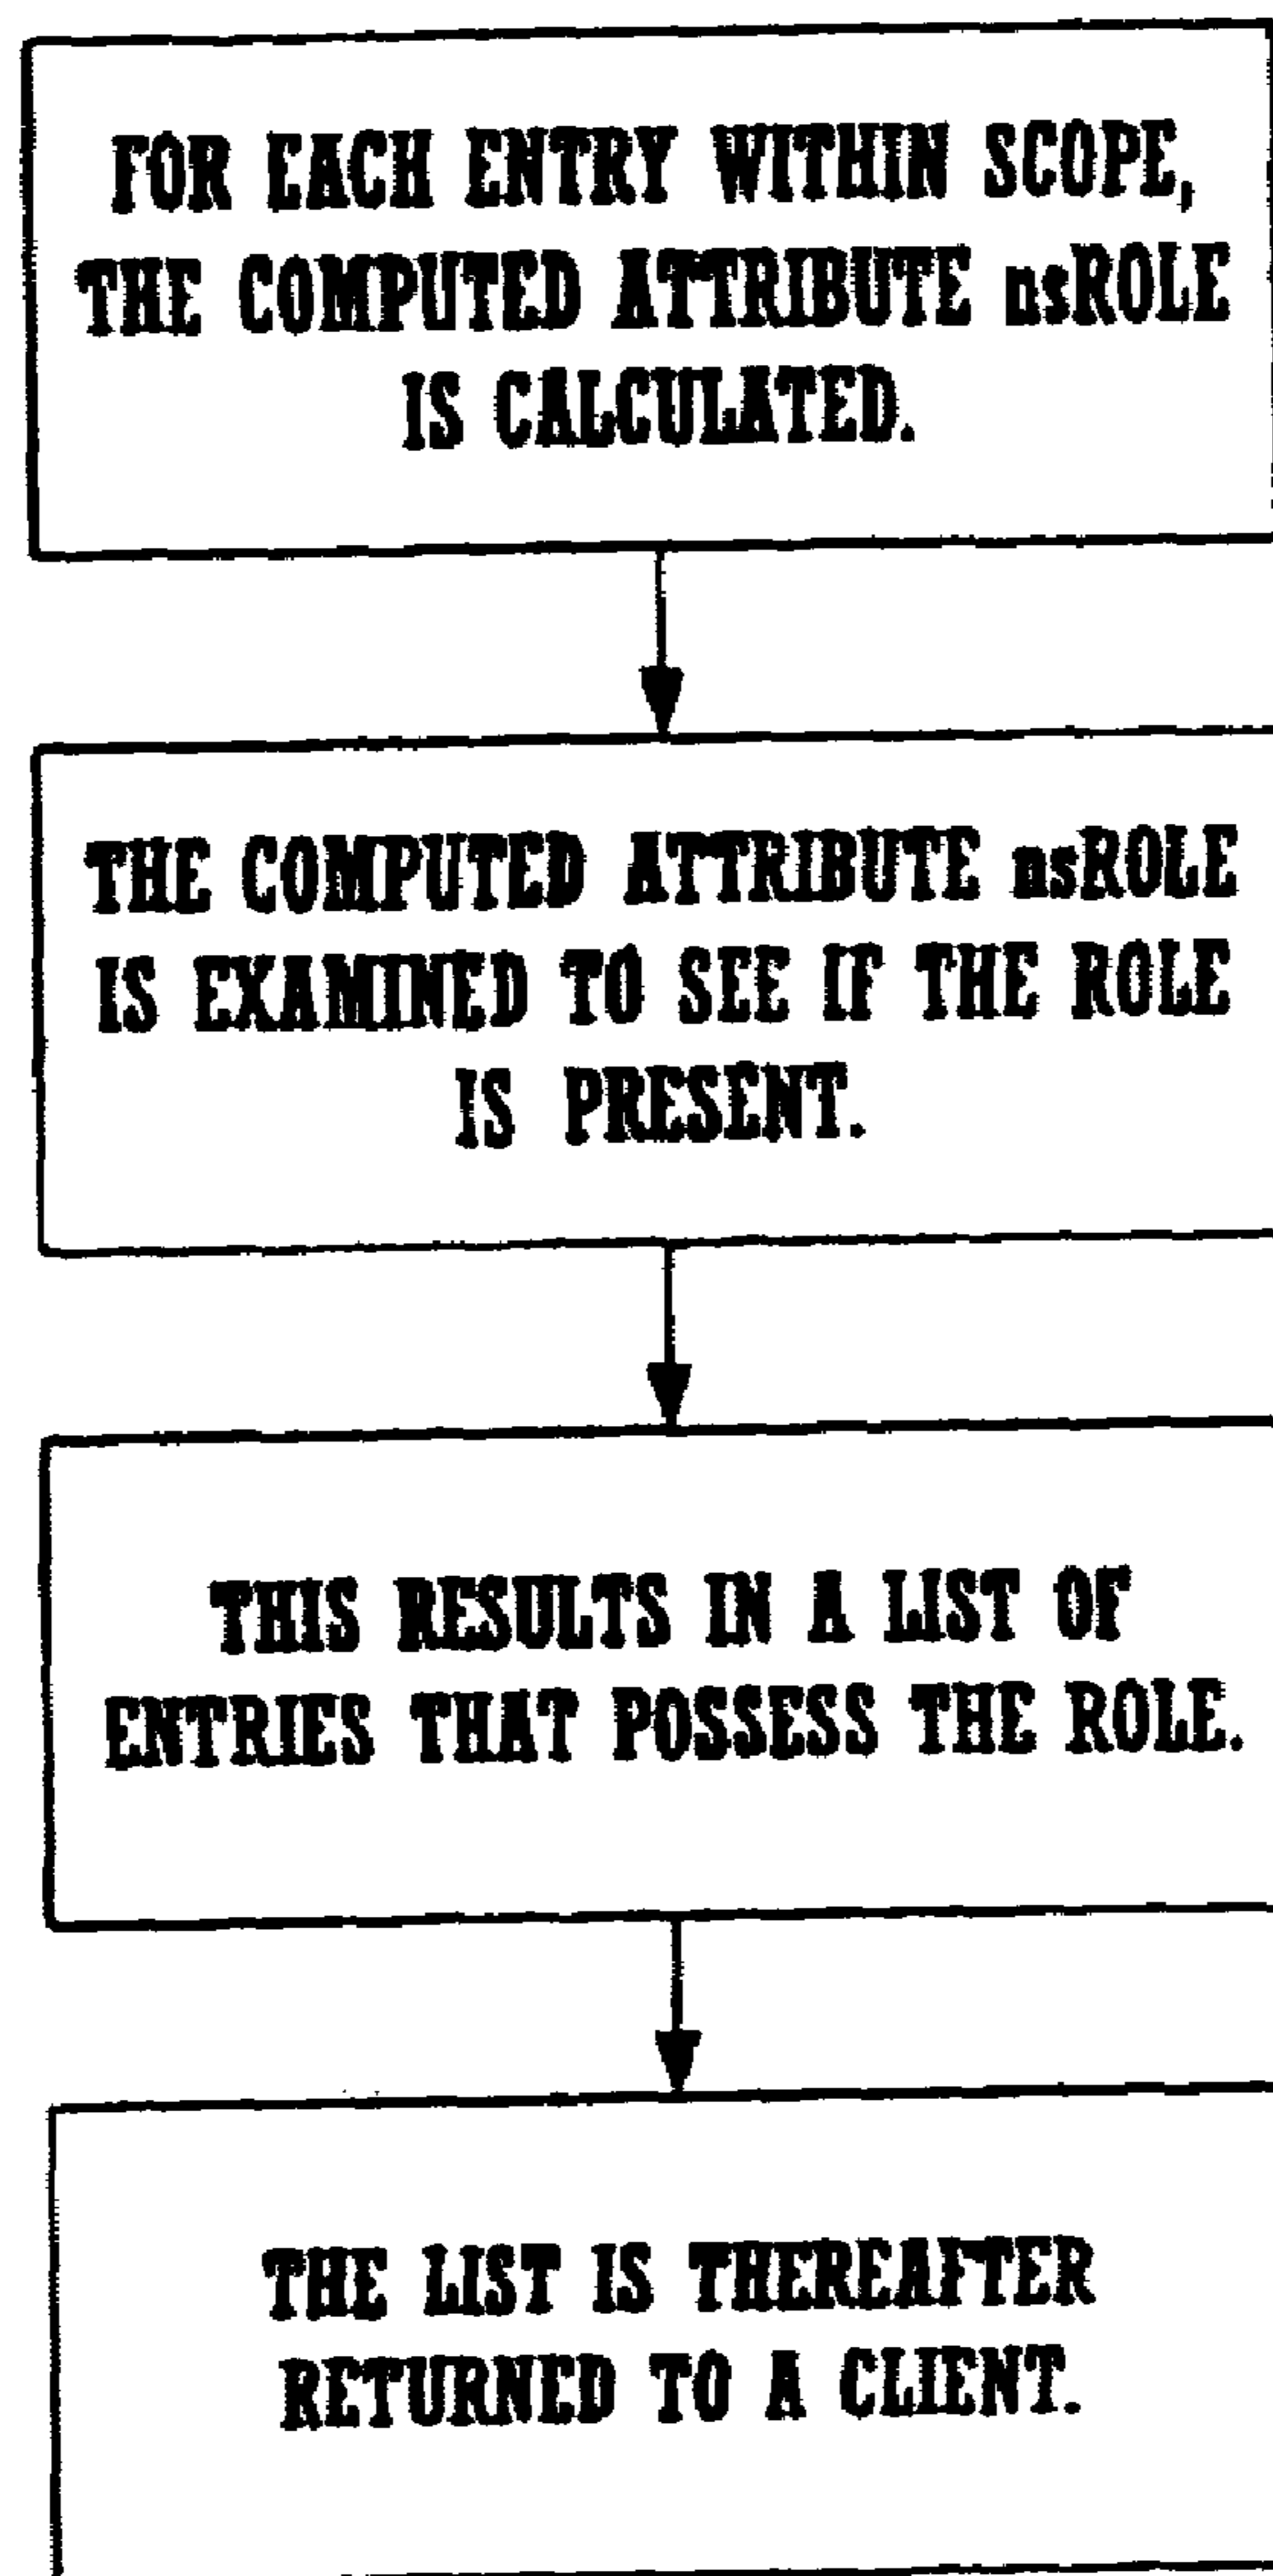 FOR EACH ENTRY WITHIN SCOPE,
THE COMPUTED ATTRIBUTE nsROLE
IS CALCULATED.
THE COMPUTED ATTRIBUTE nsROLE
IS EXAMINED TO SEE IF THE ROLE
IS PRESENT.
THIS RESULTS IN A LIST OF
ENTRIES THAT POSSESS THE ROLE.
THE LIST IS THEREAFTER
RETURNED TO A CLIENT.